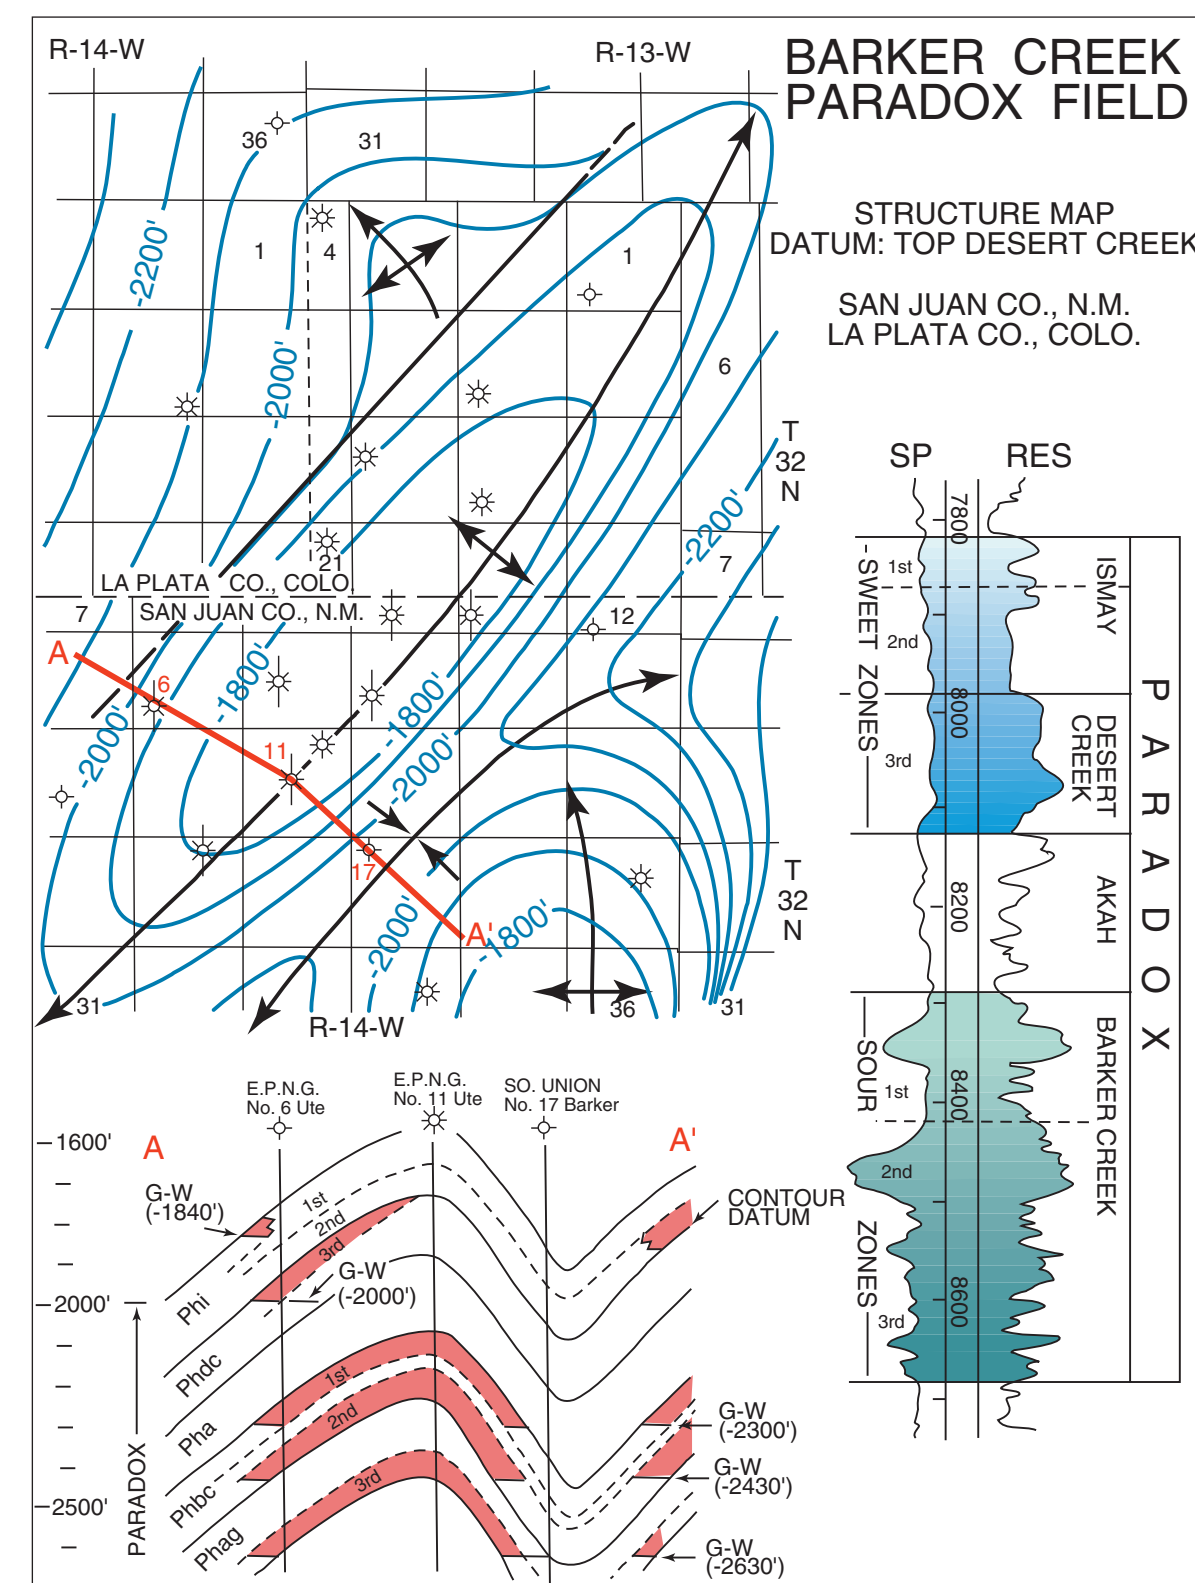 R-14-W
R-13-W
BARKER CREEK
PARADOX FIELD
STRUCTURE MAP
DATUM: TOP DESERT CREEK
SAN JUAN CO., N.M.
LA PLATA CO., COLO.
36
31
1
4
1
6
-2200'
-2000'
T
32
N
-2200'
21
7
LA PLATA CO., COLO.
SAN JUAN CO., N.M.
7
12
A
6
-1800'
-1800'
-2000'
11
-2000'
17
T
32
N
A'
-2000'
-1800'
31
36
31
R-14-W
SP
RES
7800
8000
8200
8400
8600
1st
2nd
3rd
SWEET ZONES
ISMAY
DESERT
CREEK
AKAH
BARKER CREEK
PARADOX
SOUR
ZONES
1st
2nd
3rd
E.P.N.G.
No. 6 Ute
E.P.N.G.
No. 11 Ute
SO. UNION
No. 17 Barker
1600'
2000'
2500'
A
A'
G-W
(-1840')
1st
2nd
3rd
G-W
(-2000')
CONTOUR
DATUM
Phi
Phdc
Pha
Phbc
Phag
PARADOX
1st
2nd
3rd
G-W
(-2300')
G-W
(-2430')
G-W
(-2630')